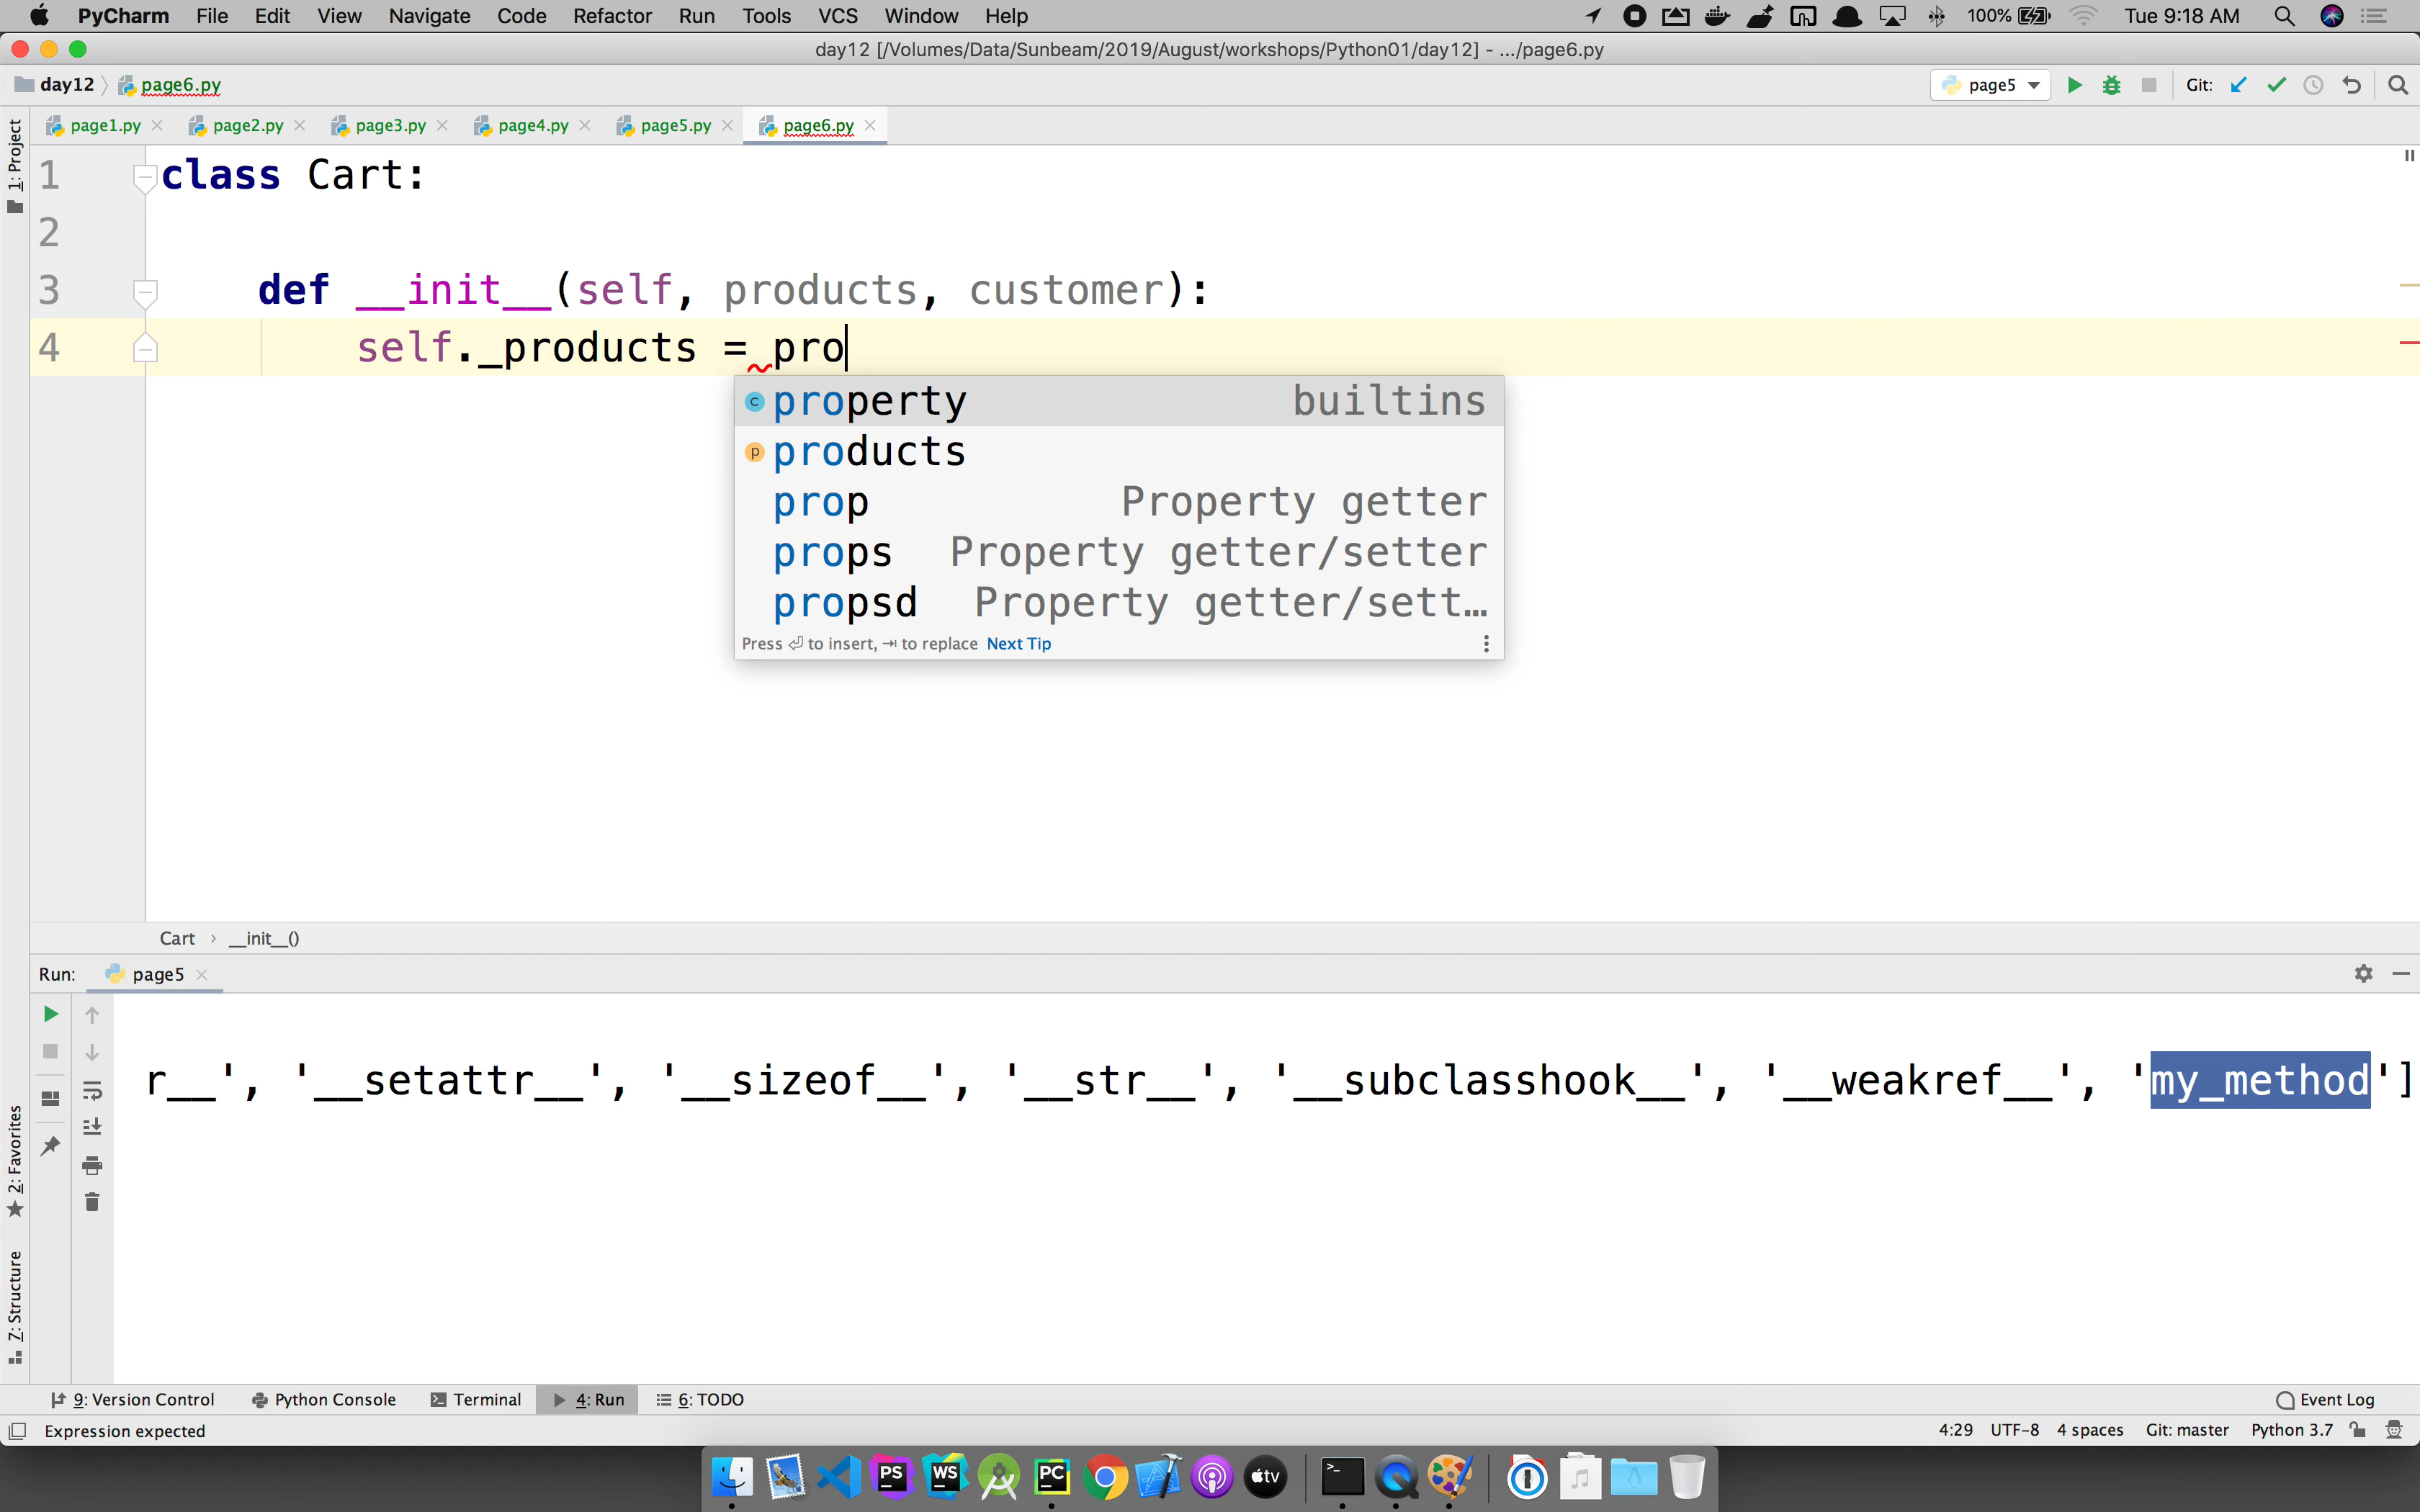 PyCharm File Edit View Navigate Code Refactor Run Tools VCS Window Help 100% Tue 9:18 AM
day12 [/Volumes/Data/Sunbeam/2019/August/workshops/Python01/day12] - .../page6.py
day12 page6.py page5 Git:
page1.py page2.py page3.py page4.py page5.py page6.py
1: Project
1 class Cart:
2
3 def __init__(self, products, customer):
4 self._products = pro
c property builtins
p products
prop Property getter
props Property getter/setter
propsd Property getter/sett…
Press ⏎ to insert, ⇥ to replace Next Tip
Cart › __init__()
Run: page5
r__', '__setattr__', '__sizeof__', '__str__', '__subclasshook__', '__weakref__', 'my_method']
2: Favorites
7: Structure
9: Version Control Python Console Terminal 4: Run 6: TODO Event Log
Expression expected 4:29 UTF-8 4 spaces Git: master Python 3.7
PS WS PC tv